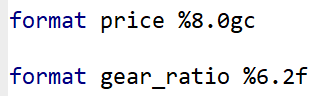 format price %8.0gc
format gear_ratio %6.2f